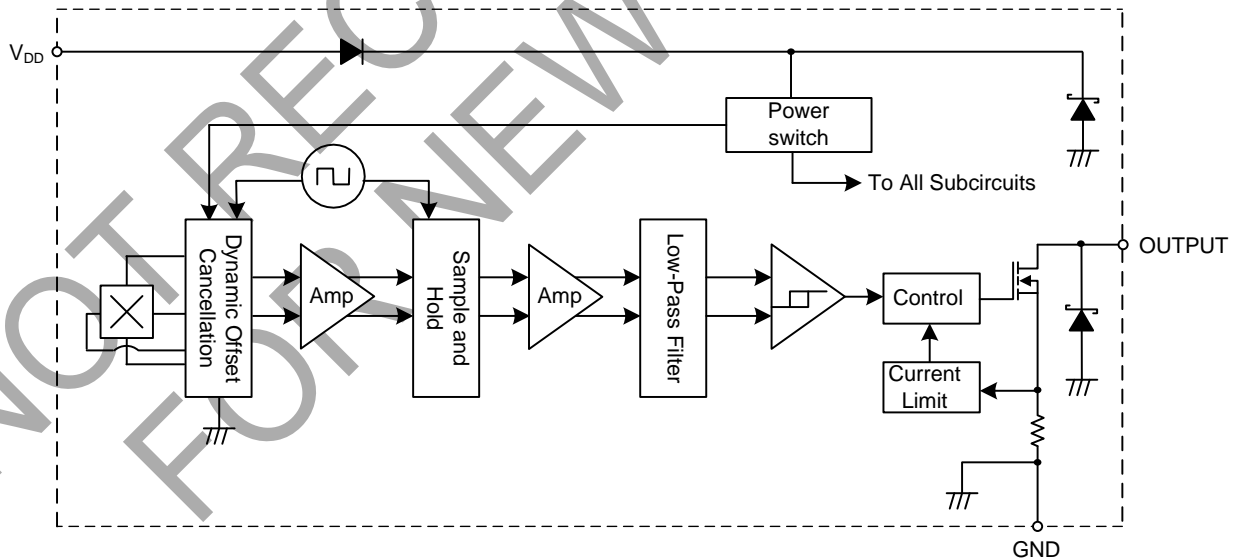 NOT REC
FOR NEW
V_DD
Power
switch
To All Subcircuits
Dynamic Offset
Cancellation
Amp
Sample and
Hold
Amp
Low-Pass Filter
Control
Current
Limit
OUTPUT
GND